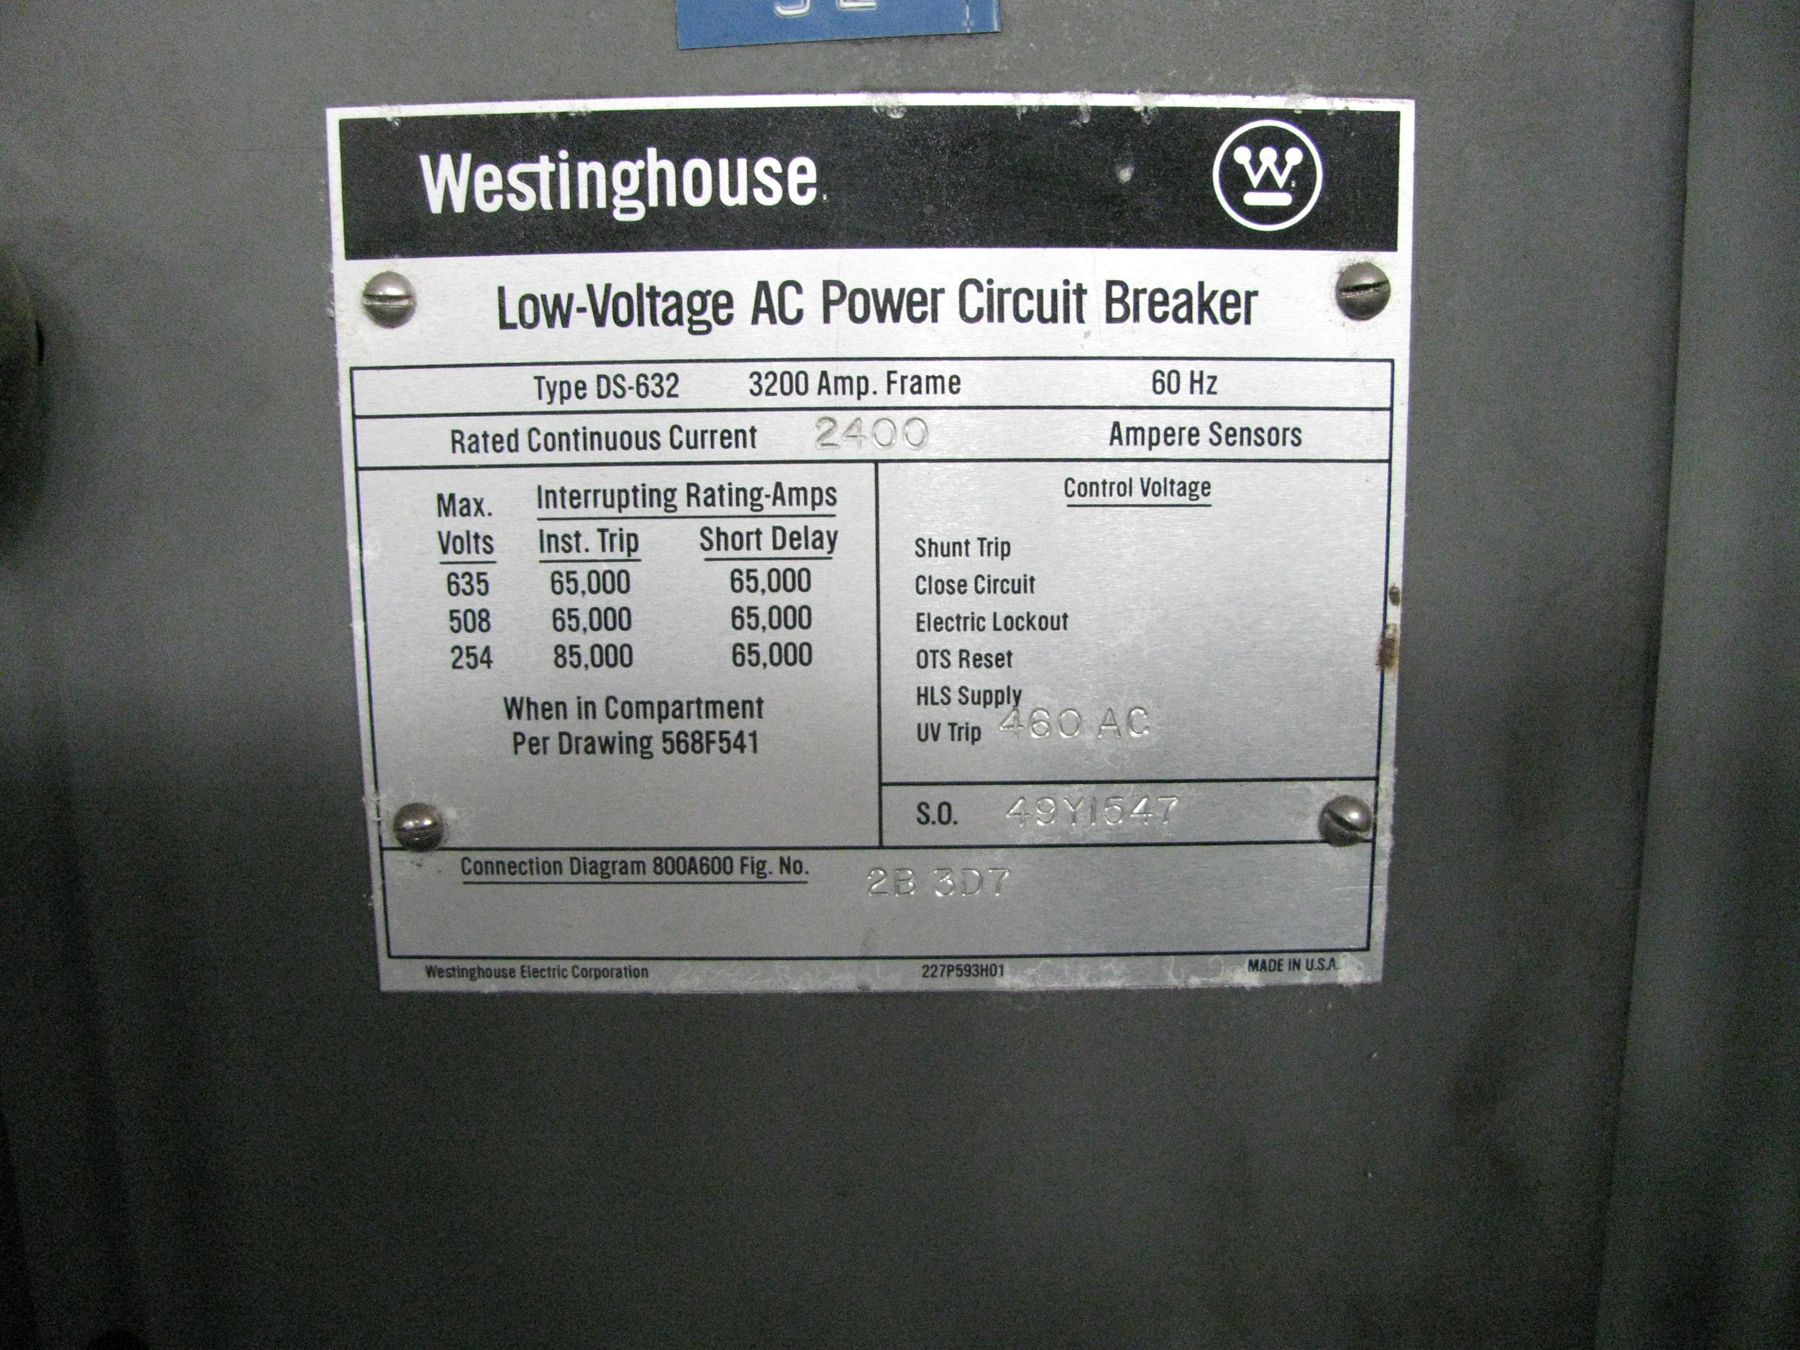 Westinghouse
W
Low-Voltage AC Power Circuit Breaker
Type DS-632 3200 Amp. Frame 60 Hz
Rated Continuous Current 2400 Ampere Sensors
Max. Interrupting Rating-Amps
Volts Inst. Trip Short Delay
635 65,000 65,000
508 65,000 65,000
254 85,000 65,000
When in Compartment
Per Drawing 568F541
Control Voltage
Shunt Trip
Close Circuit
Electric Lockout
OTS Reset
HLS Supply
UV Trip 460 AC
S.O. 49Y1547
Connection Diagram 800A600 Fig. No. 2B 3D7
Westinghouse Electric Corporation 227P593H01 MADE IN U.S.A.